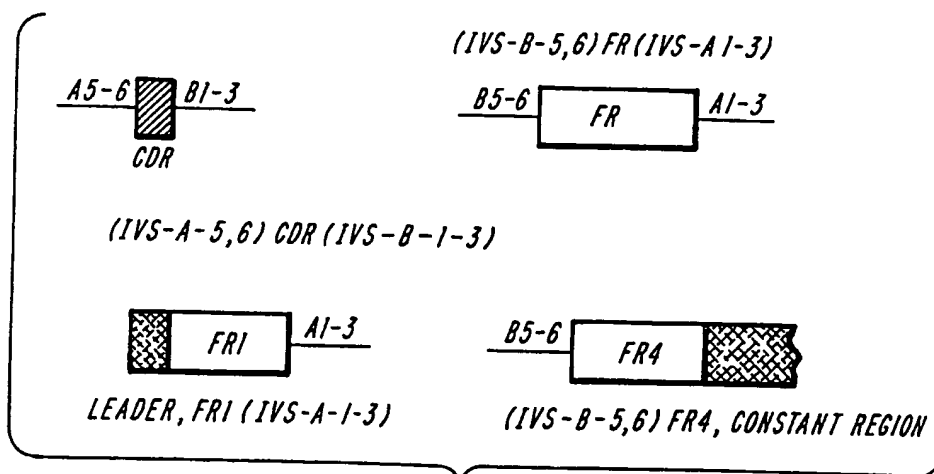 (IVS-B-5,6) FR (IVS-A1-3)
A5-6 B1-3
CDR
B5-6 FR A1-3
(IVS-A-5,6) CDR (IVS-B-1-3)
FR1 A1-3
LEADER, FR1 (IVS-A-1-3)
B5-6 FR4
(IVS-B-5,6) FR4, CONSTANT REGION